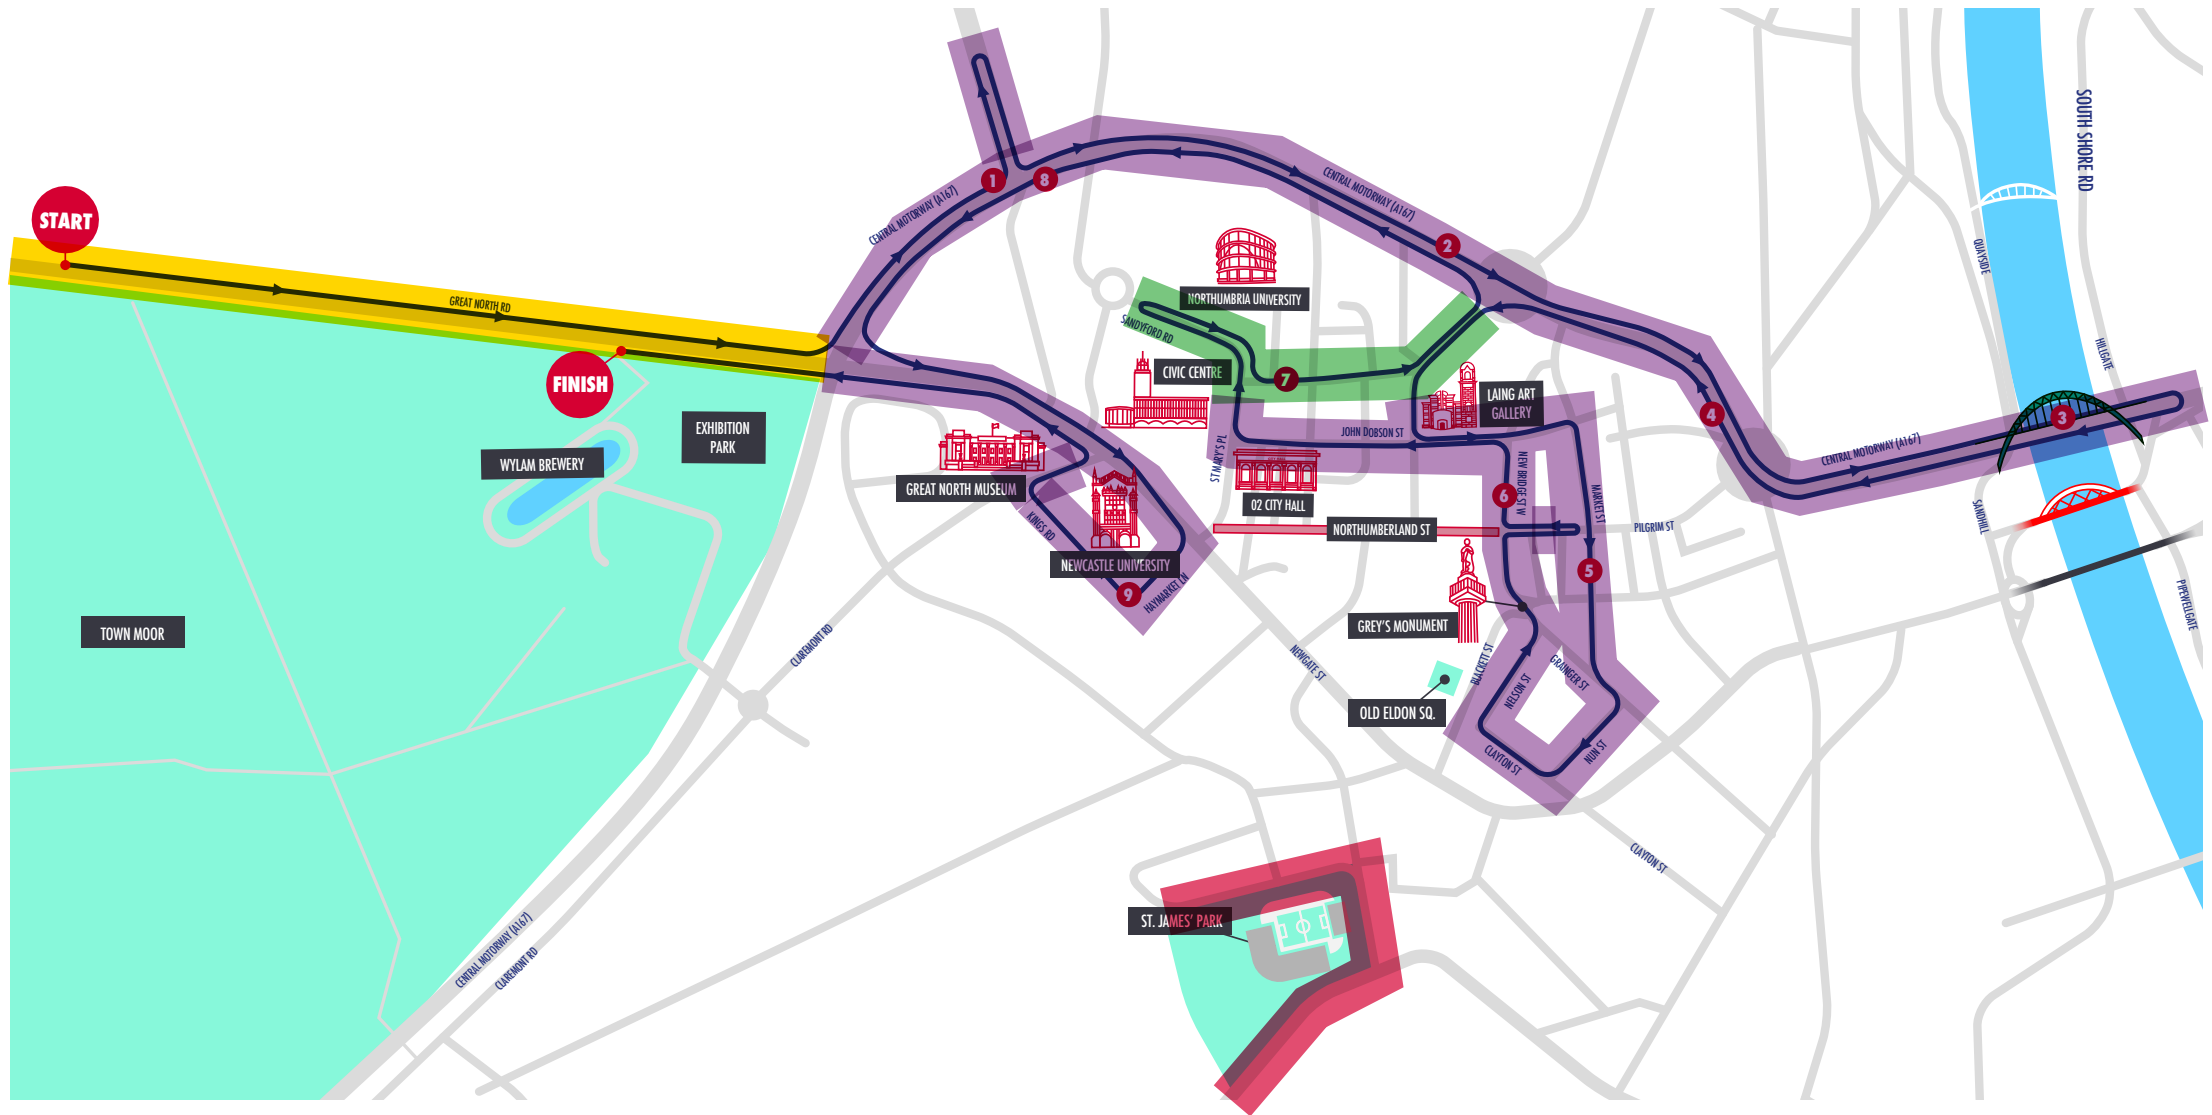 START
GREAT NORTH RD
FINISH
EXHIBITION
PARK
WYLAM BREWERY
TOWN MOOR
CENTRAL MOTORWAY (A167)
CLAREMONT RD
CLAREMONT RD
CENTRAL MOTORWAY (A167)
1
8
CENTRAL MOTORWAY (A167)
2
NORTHUMBRIA UNIVERSITY
SANDYFORD RD
CIVIC CENTRE
7
LAING ART
GALLERY
JOHN DOBSON ST
ST MARY'S PL
O2 CITY HALL
NEW BRIDGE ST W
6
MARKET ST
PILGRIM ST
NORTHUMBERLAND ST
5
GREAT NORTH MUSEUM
KINGS RD
NEWCASTLE UNIVERSITY
9
HAYMARKET LN
GREY'S MONUMENT
BLACKETT ST
GRAINGER ST
NELSON ST
NEWGATE ST
OLD ELDON SQ.
CLAYTON ST
NUN ST
CLAYTON ST
ST. JAMES' PARK
4
CENTRAL MOTORWAY (A167)
3
SOUTH SHORE RD
QUAYSIDE
HILLGATE
SANDHILL
PIPEWELLGATE